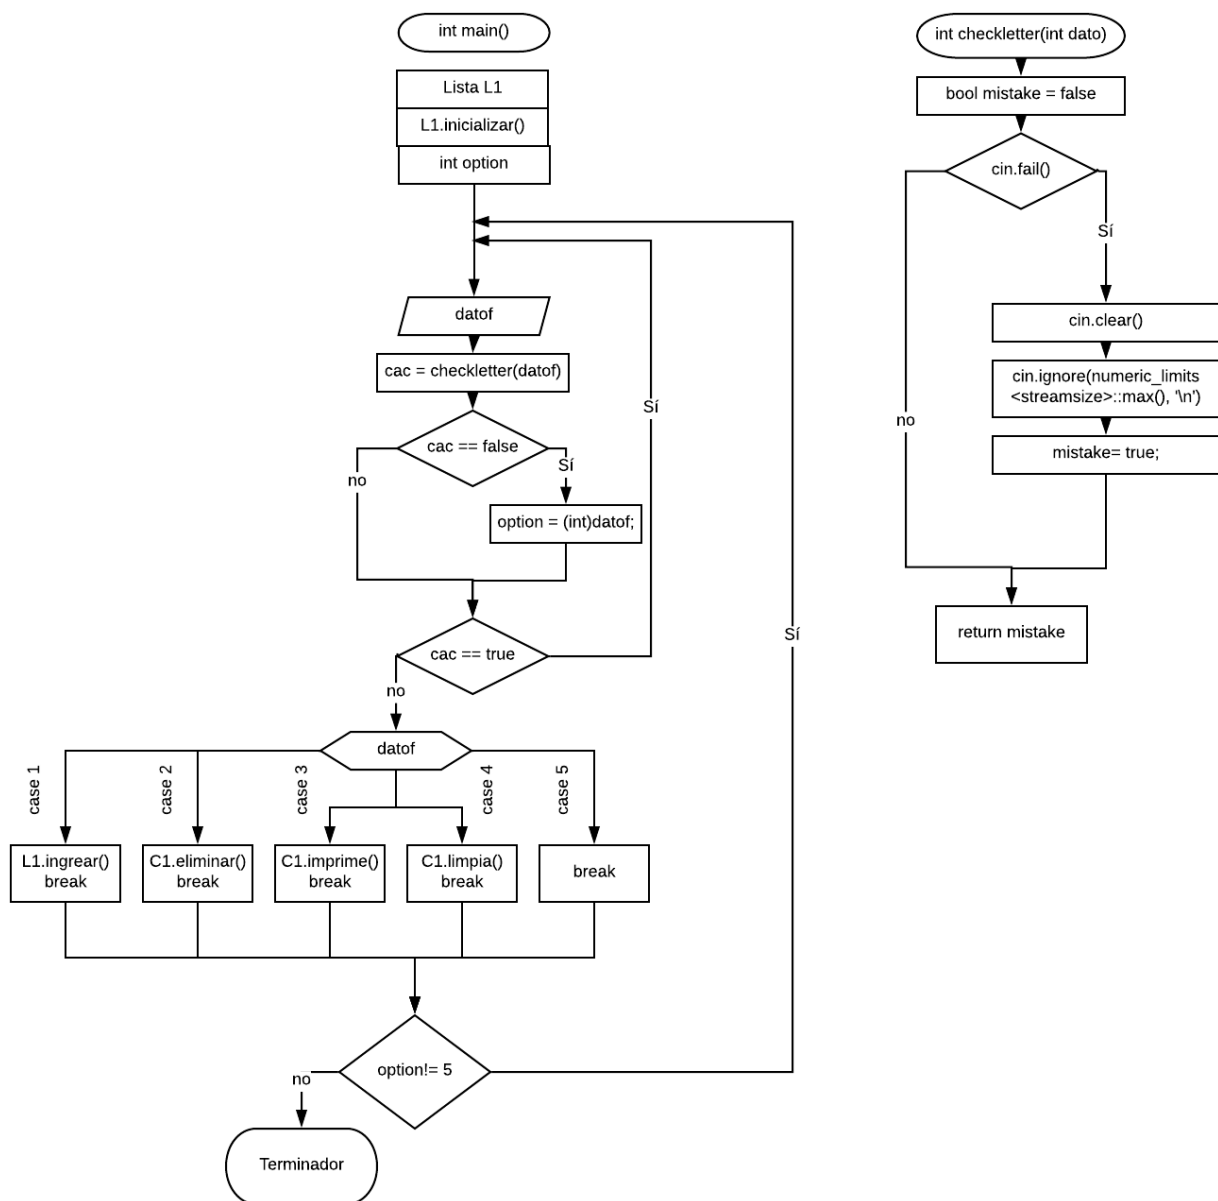 int main()
Lista L1
L1.inicializar()
int option
datof
cac = checkletter(datof)
cac == false
no
Sí
option = (int)datof;
Sí
cac == true
no
datof
case 1
case 2
case 3
case 4
case 5
L1.ingrear()
break
C1.eliminar()
break
C1.imprime()
break
C1.limpia()
break
break
option!= 5
Sí
no
Terminador
int checkletter(int dato)
bool mistake = false
cin.fail()
Sí
no
cin.clear()
cin.ignore(numeric_limits
<streamsize>::max(), '\n')
mistake= true;
return mistake